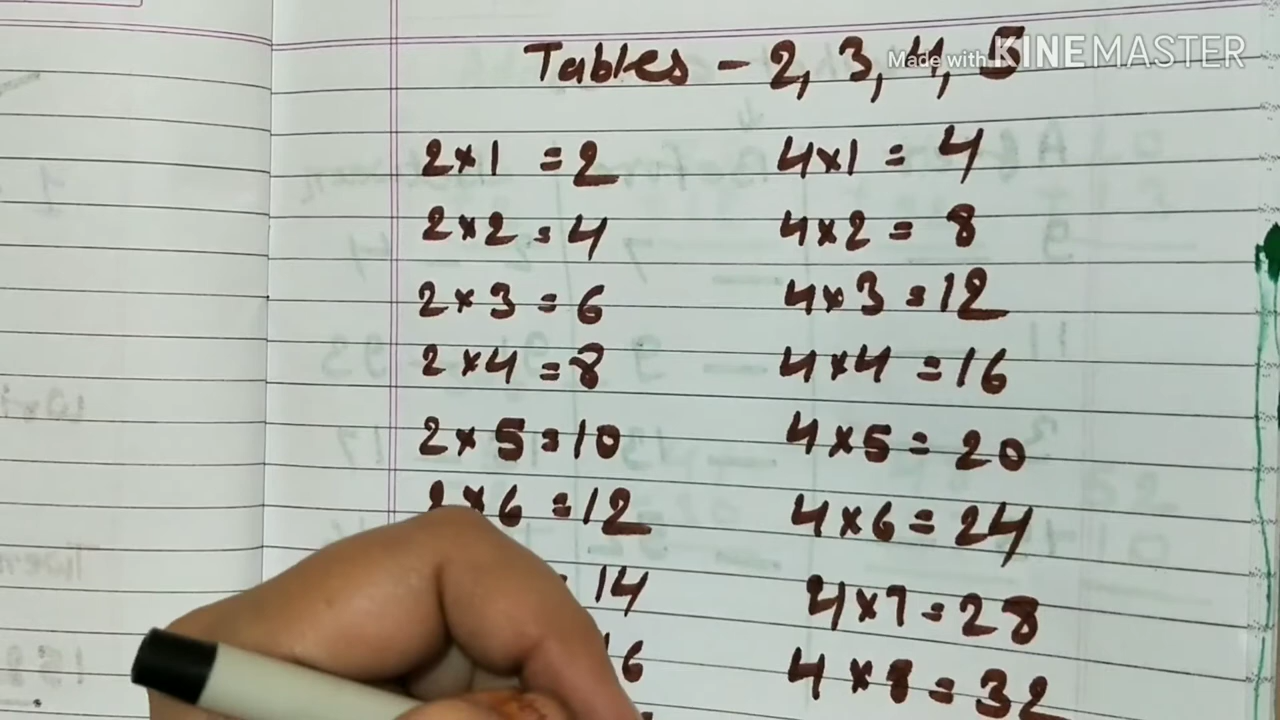 Made with KINEMASTER
Tables - 2, 3, 4, 5
2×1 = 2
2×2 = 4
2×3 = 6
2×4 = 8
2×5 = 10
2×6 = 12
= 14
16
4×1 = 4
4×2 = 8
4×3 = 12
4×4 = 16
4×5 = 20
4×6 = 24
4×7 = 28
4×8 = 32